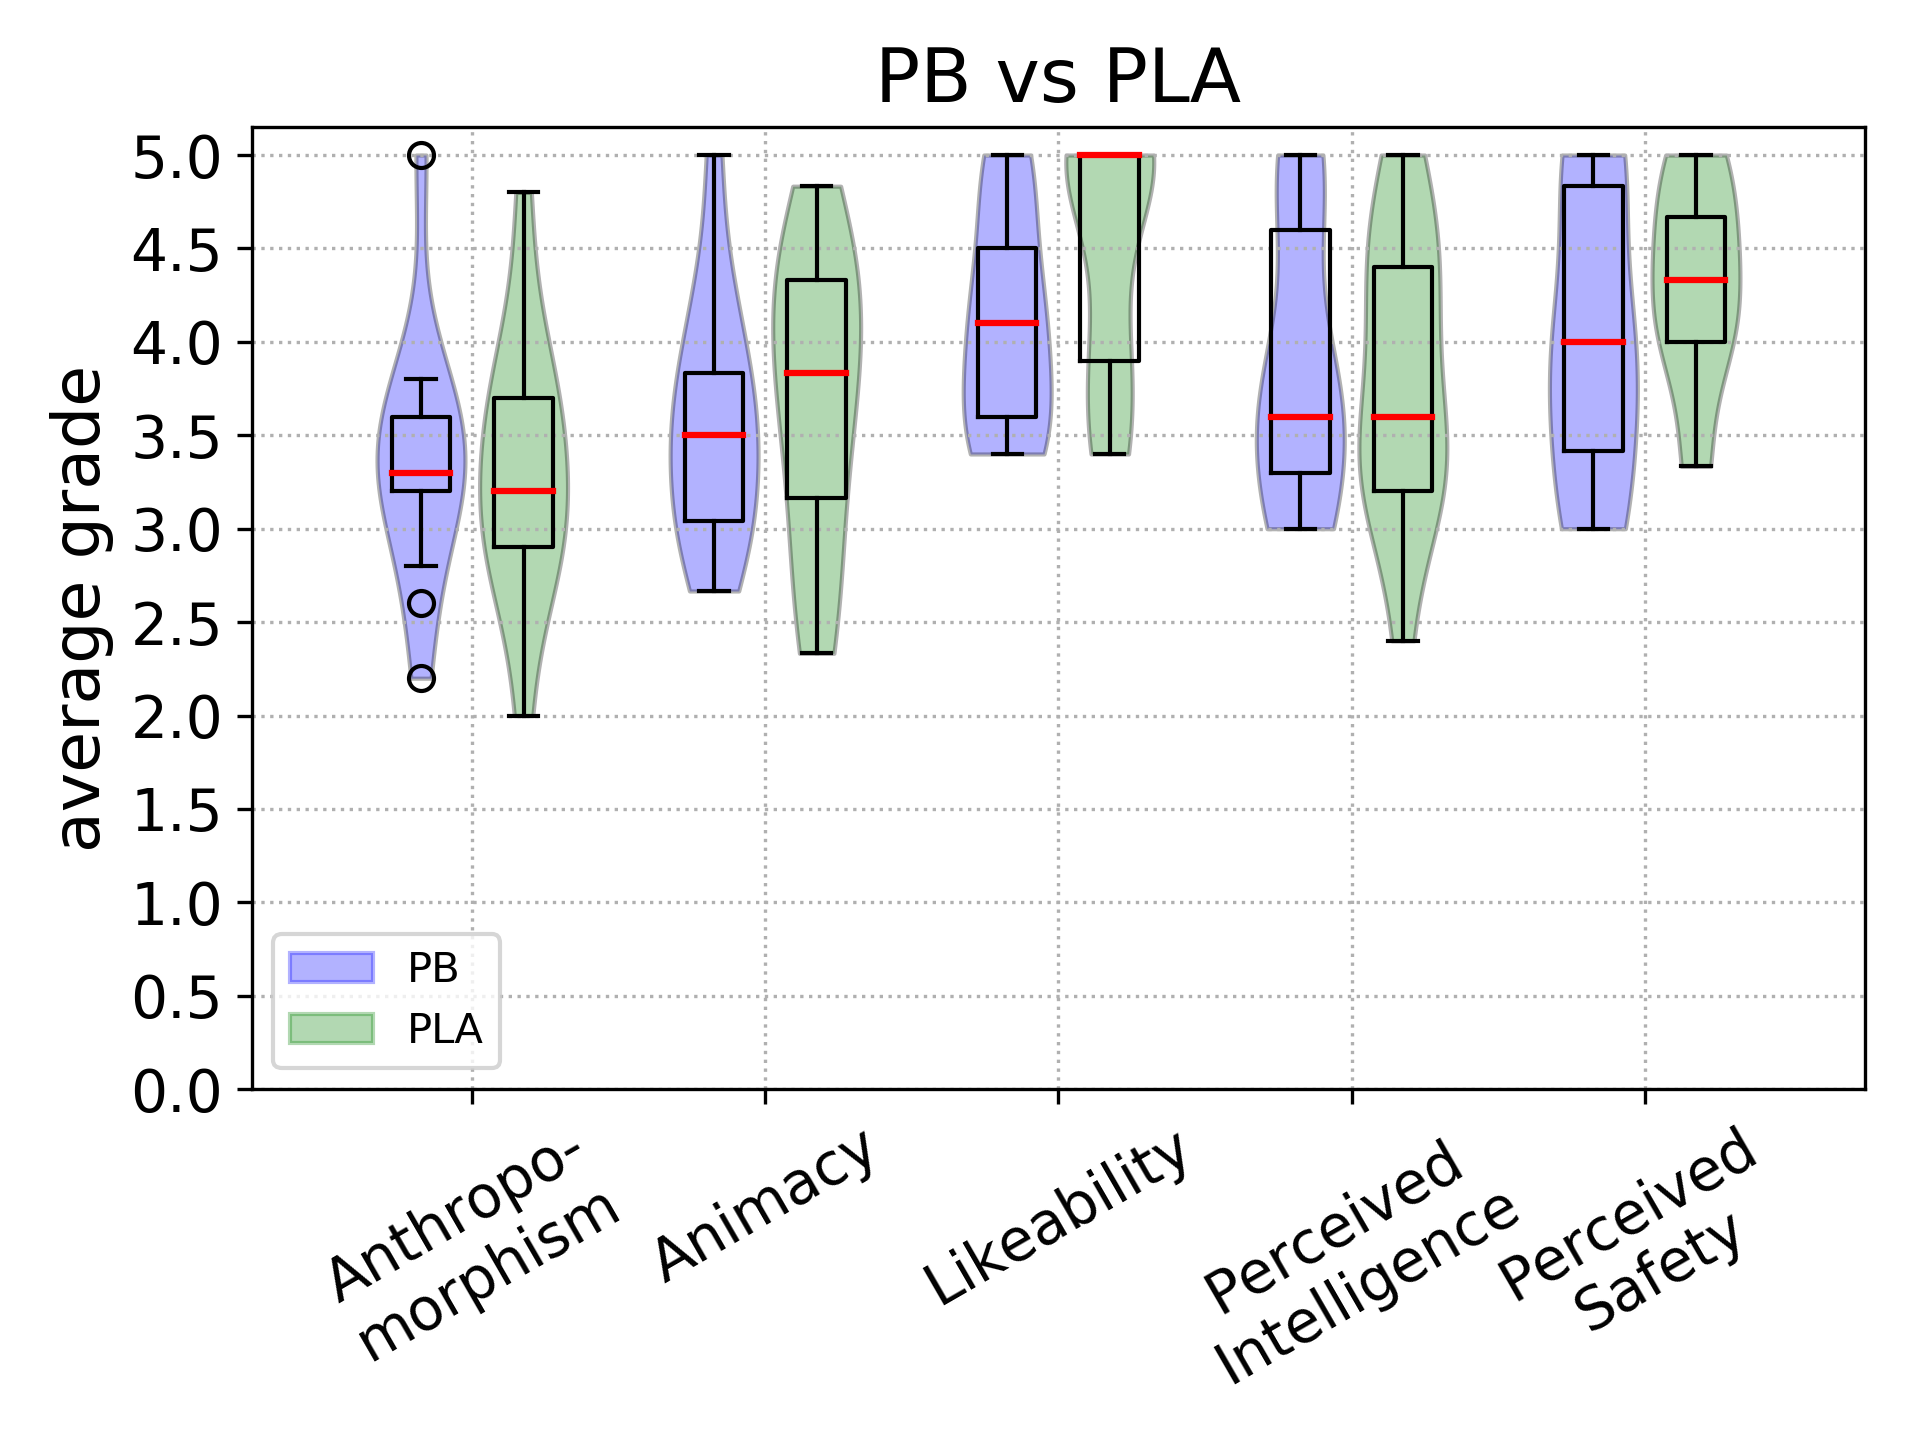 PB vs PLA
average grade
5.0
4.5
4.0
3.5
3.0
2.5
2.0
1.5
1.0
0.5
0.0
PB
PLA
Anthropo-
morphism
Animacy
Likeability
Perceived
Intelligence
Perceived
Safety